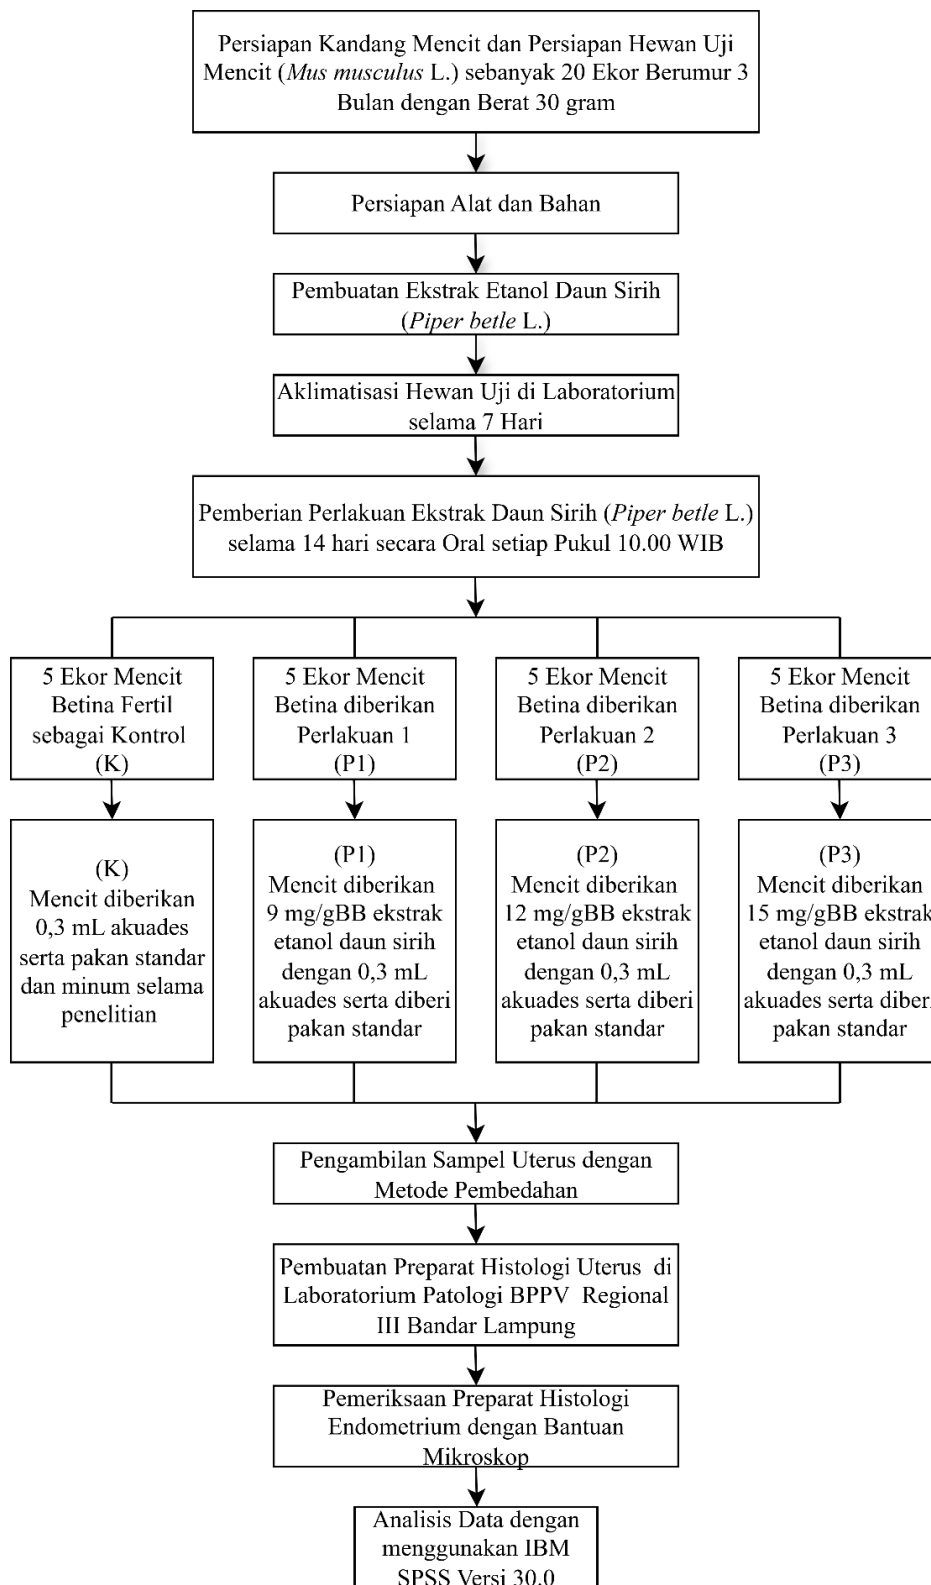 Persiapan Kandang Mencit dan Persiapan Hewan Uji
Mencit (Mus musculus L.) sebanyak 20 Ekor Berumur 3
Bulan dengan Berat 30 gram
Persiapan Alat dan Bahan
Pembuatan Ekstrak Etanol Daun Sirih
(Piper betle L.)
Aklimatisasi Hewan Uji di Laboratorium
selama 7 Hari
Pemberian Perlakuan Ekstrak Daun Sirih (Piper betle L.)
selama 14 hari secara Oral setiap Pukul 10.00 WIB
5 Ekor Mencit
Betina Fertil
sebagai Kontrol
(K)
5 Ekor Mencit
Betina diberikan
Perlakuan 1
(P1)
5 Ekor Mencit
Betina diberikan
Perlakuan 2
(P2)
5 Ekor Mencit
Betina diberikan
Perlakuan 3
(P3)
(K)
Mencit diberikan
0,3 mL akuades
serta pakan standar
dan minum selama
penelitian
(P1)
Mencit diberikan
9 mg/gBB ekstrak
etanol daun sirih
dengan 0,3 mL
akuades serta diberi
pakan standar
(P2)
Mencit diberikan
12 mg/gBB ekstrak
etanol daun sirih
dengan 0,3 mL
akuades serta diberi
pakan standar
(P3)
Mencit diberikan
15 mg/gBB ekstrak
etanol daun sirih
dengan 0,3 mL
akuades serta diberi
pakan standar
Pengambilan Sampel Uterus dengan
Metode Pembedahan
Pembuatan Preparat Histologi Uterus di
Laboratorium Patologi BPPV Regional
III Bandar Lampung
Pemeriksaan Preparat Histologi
Endometrium dengan Bantuan
Mikroskop
Analisis Data dengan
menggunakan IBM
SPSS Versi 30.0